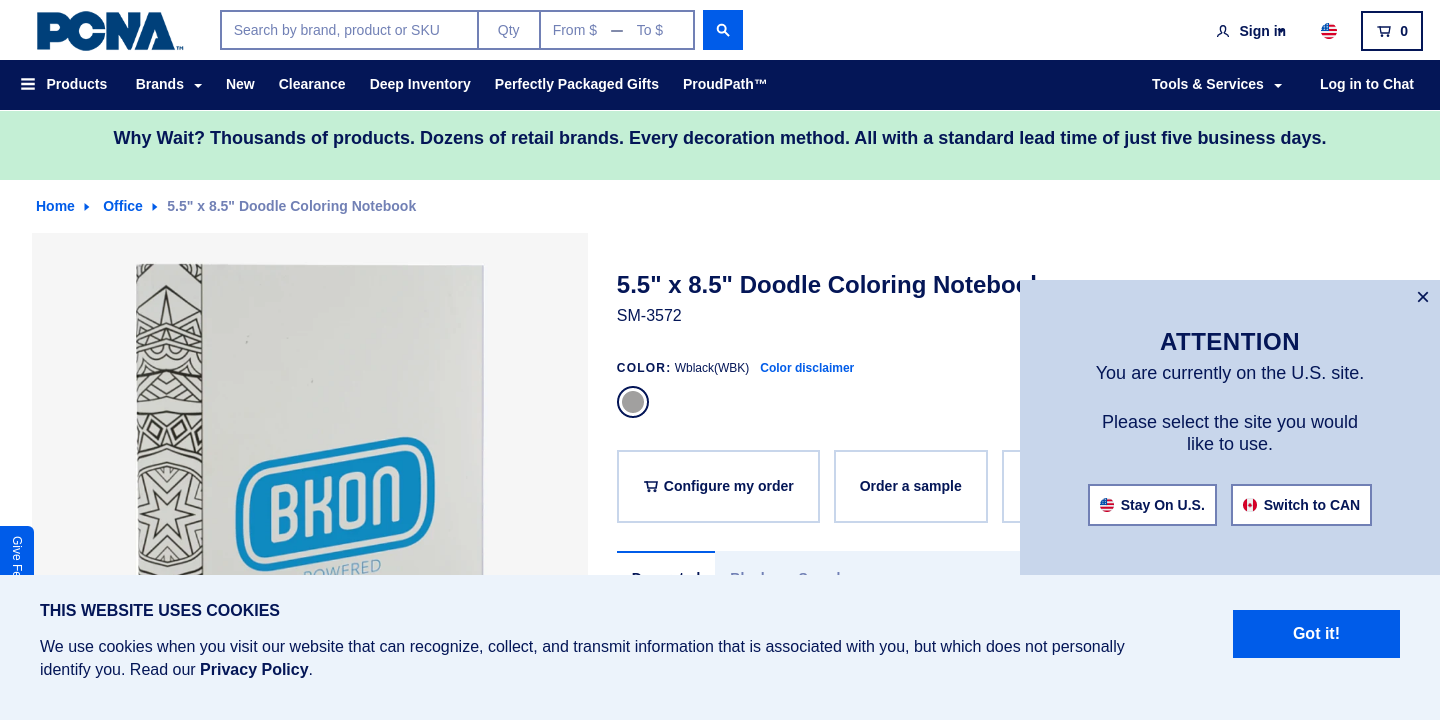 PCNA™
Search by brand, product or SKU
Qty
From $ — To $
Sign in
0
Products
Brands
New
Clearance
Deep Inventory
Perfectly Packaged Gifts
ProudPath™
Tools & Services
Log in to Chat
Why Wait? Thousands of products. Dozens of retail brands. Every decoration method. All with a standard lead time of just five business days.
Home
Office
5.5" x 8.5" Doodle Coloring Notebook
BKON
POWERED
Give Fe
5.5" x 8.5" Doodle Coloring Notebook
SM-3572
COLOR: Wblack(WBK) Color disclaimer
Configure my order
Order a sample
×
ATTENTION
You are currently on the U.S. site.
Please select the site you would
like to use.
Stay On U.S.
Switch to CAN
THIS WEBSITE USES COOKIES
We use cookies when you visit our website that can recognize, collect, and transmit information that is associated with you, but which does not personally
identify you. Read our Privacy Policy.
Got it!